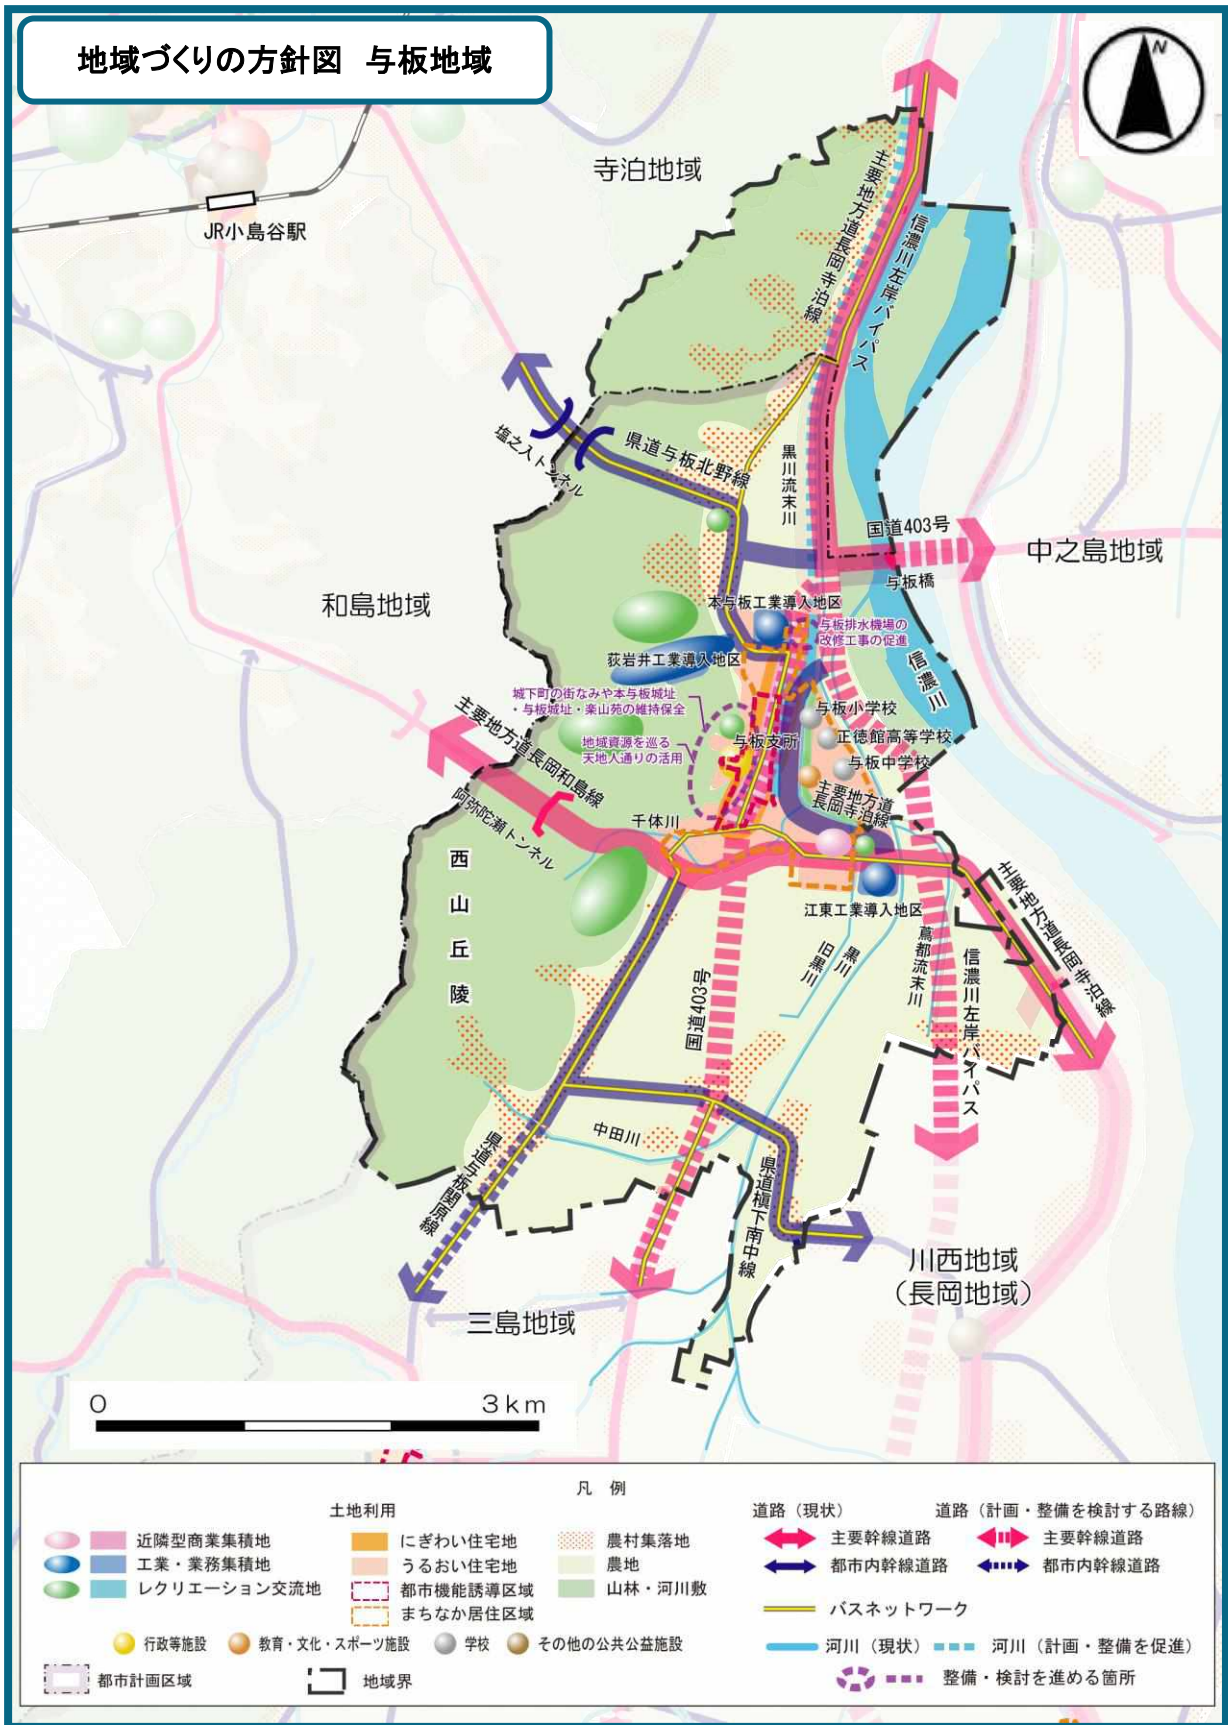 地域づくりの方針図　与板地域
N
寺泊地域
JR小島谷駅
主要地方道長岡寺泊線
信濃川左岸バイパス
塩之入トンネル
県道与板北野線
黒川流末川
国道403号
中之島地域
与板橋
和島地域
本与板工業導入地区
与板排水機場の
改修工事の促進
荻岩井工業導入地区
信濃川
城下町の街なみや本与板城址
・与板城址・楽山苑の維持保全
与板小学校
地域資源を巡る
天地人通りの活用
与板支所
正徳館高等学校
与板中学校
主要地方道長岡和島線
主要地方道
長岡寺泊線
阿弥陀瀬トンネル
千体川
西山丘陵
主要地方道長岡寺泊線
江東工業導入地区
旧黒川
黒川
蔦都流末川
信濃川左岸バイパス
国道403号
中田川
県道与板関原線
県道槇下南中線
川西地域
（長岡地域）
三島地域
0 3km
凡　例
土地利用
道路（現状）
道路（計画・整備を検討する路線）
近隣型商業集積地
にぎわい住宅地
農村集落地
主要幹線道路
主要幹線道路
工業・業務集積地
うるおい住宅地
農地
都市内幹線道路
都市内幹線道路
レクリエーション交流地
都市機能誘導区域
山林・河川敷
まちなか居住区域
バスネットワーク
行政等施設
教育・文化・スポーツ施設
学校
その他の公共公益施設
河川（現状）
河川（計画・整備を促進）
都市計画区域
地域界
整備・検討を進める箇所